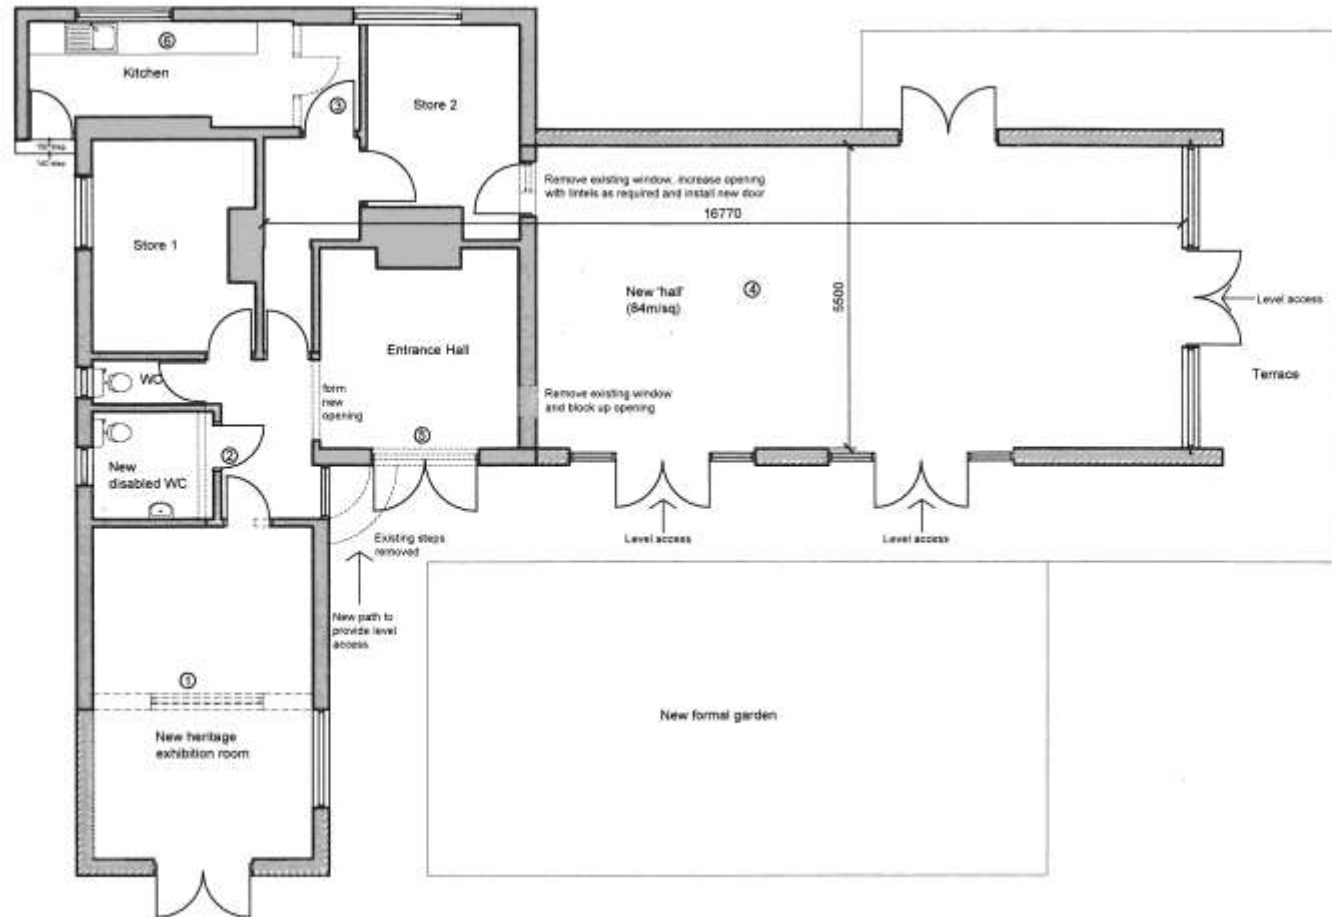 ⑥
Kitchen
③
Store 2
Remove existing window, increase opening
with lintels as required and install new door
16770
Store 1
New 'hall'
(84m/sq)
④
5500
Level access
Entrance Hall
WC
form
new
opening
Remove existing window
and block up opening
Terrace
⑤
②
New
disabled WC
Existing steps
removed
Level access
Level access
New path to
provide level
access
①
New heritage
exhibition room
New formal garden